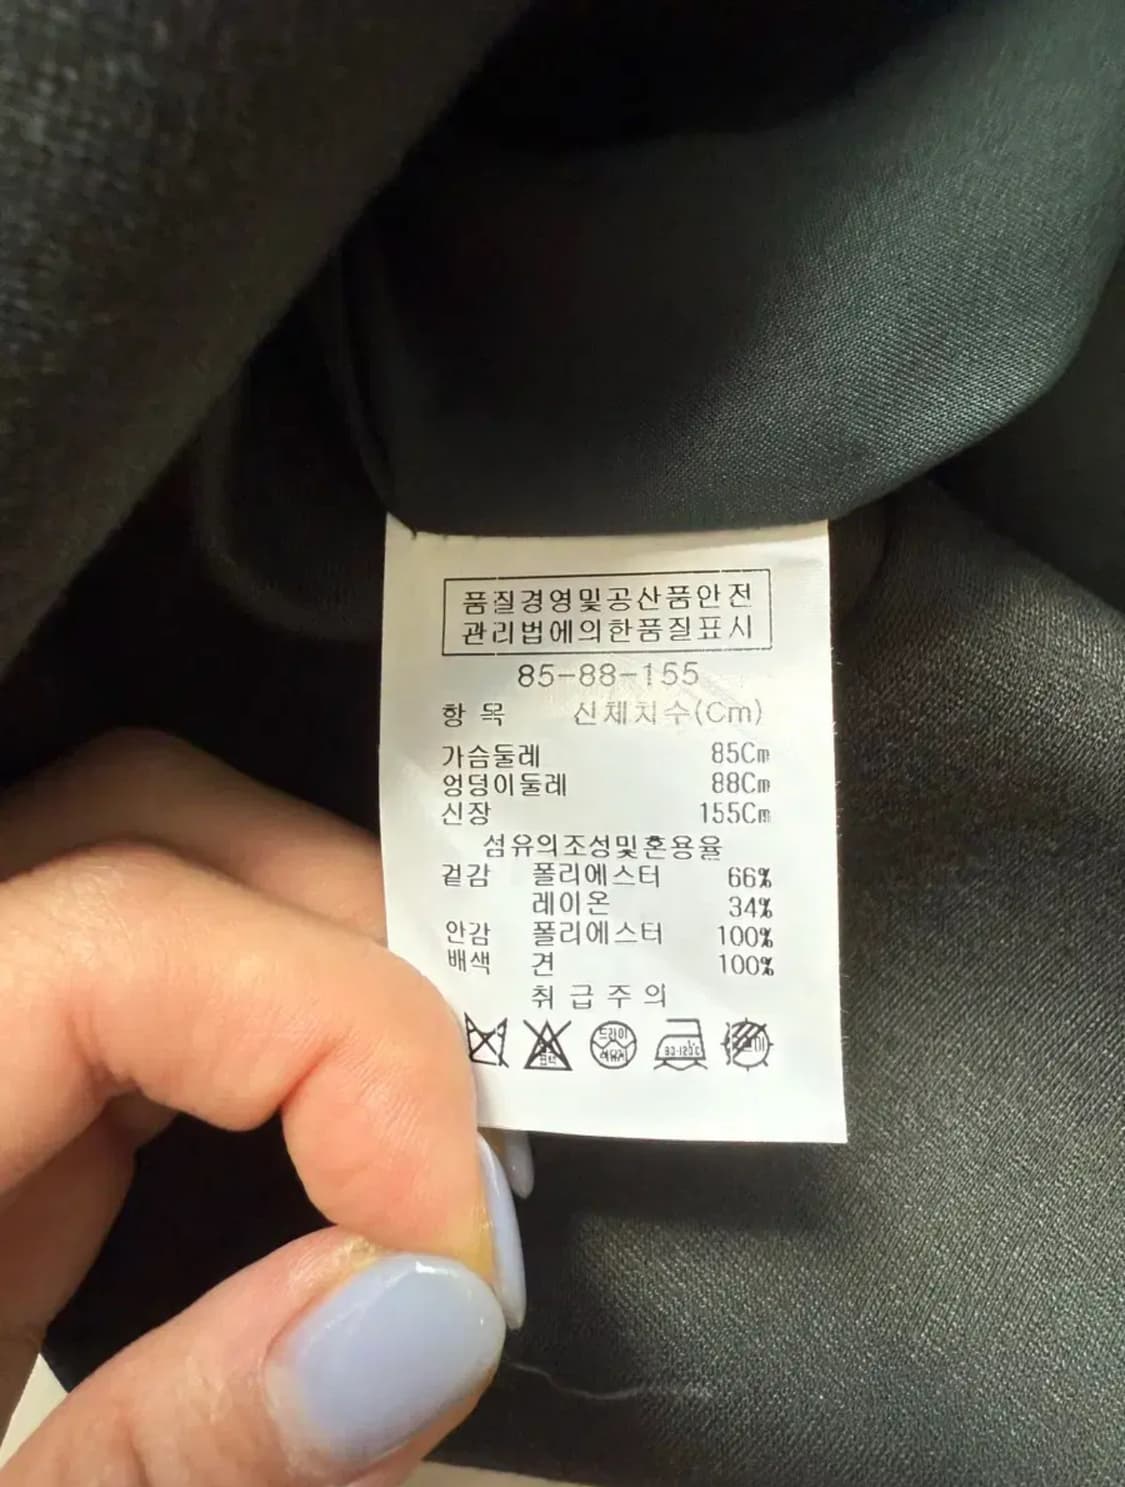 품질경영및공산품안전
관리법에의한품질표시
85-88-155
항 목 신체치수(Cm)
가슴둘레 85Cm
엉덩이둘레 88Cm
신장 155Cm
섬유의조성및혼용율
겉감 폴리에스터 66%
레이온 34%
안감 폴리에스터 100%
배색 견 100%
취급주의
드라이